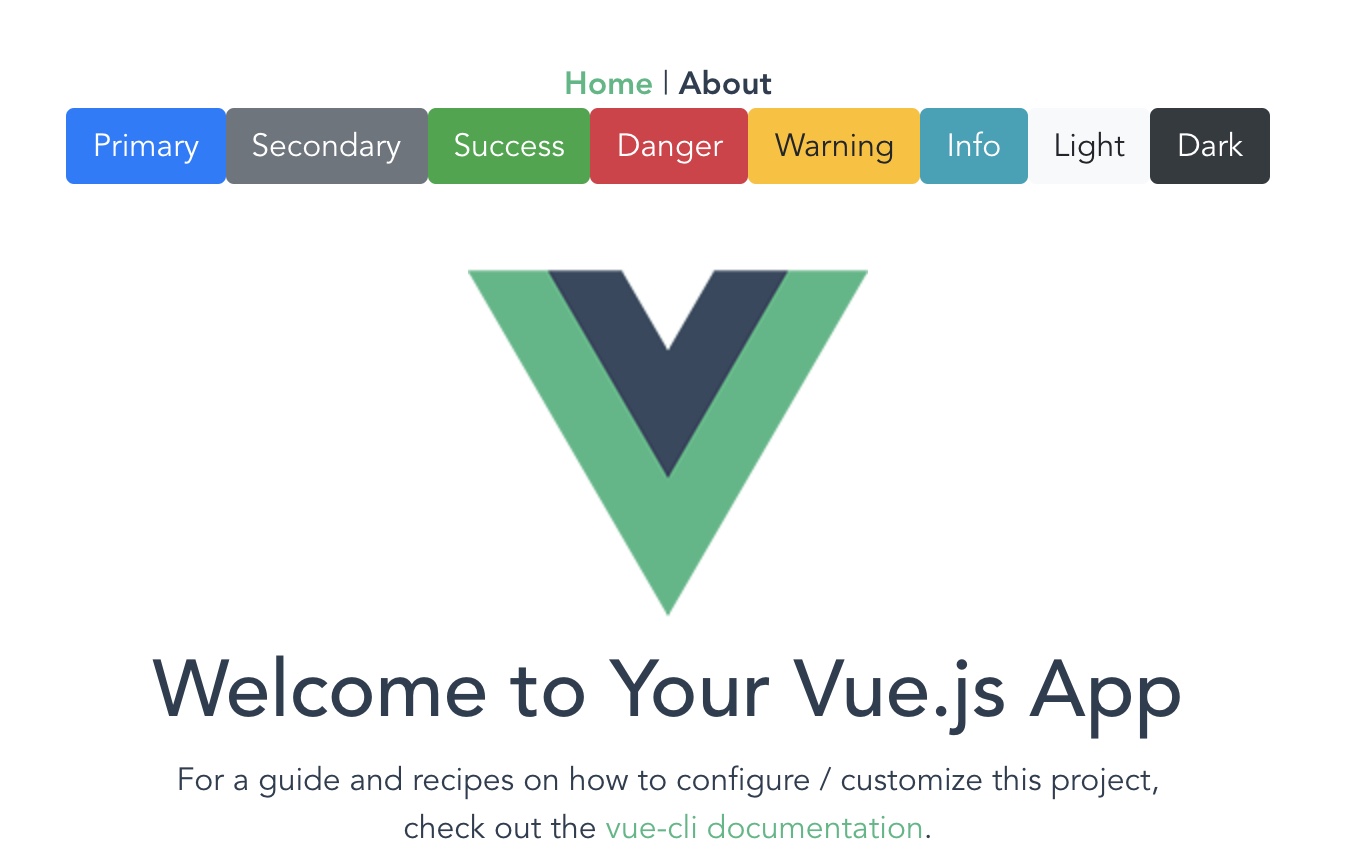 Home | About
Primary Secondary Success Danger Warning Info Light Dark
Welcome to Your Vue.js App
For a guide and recipes on how to configure / customize this project,
check out the vue-cli documentation.